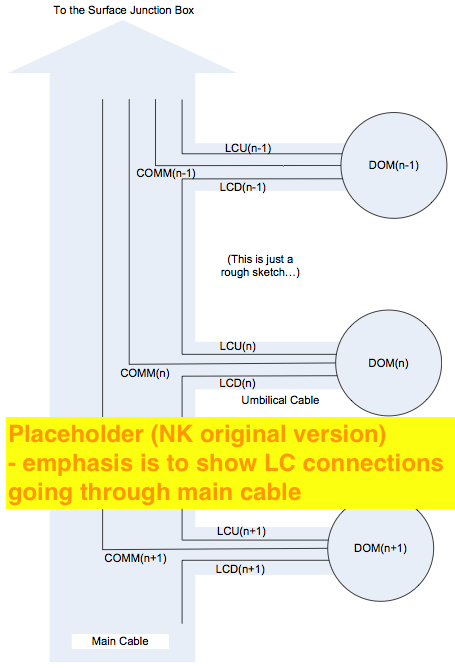 To the Surface Junction Box
LCU(n-1)
DOM(n-1)
COMM(n-1)
LCD(n-1)
(This is just a
rough sketch…)
LCU(n)
DOM(n)
COMM(n)
LCD(n)
Umbilical Cable
Placeholder (NK original version)
- emphasis is to show LC connections
going through main cable
LCU(n+1)
DOM(n+1)
COMM(n+1)
LCD(n+1)
Main Cable